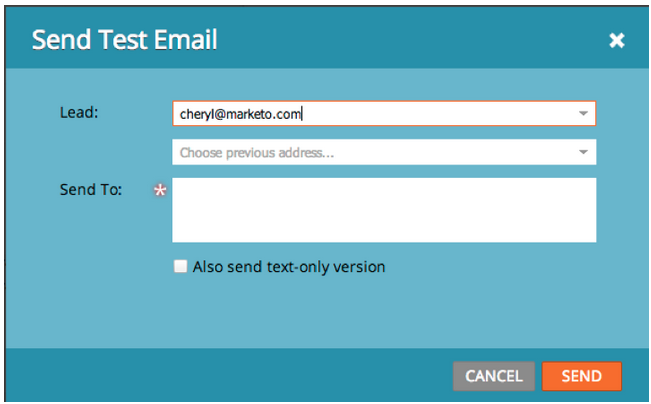 Send Test Email
Lead:
cheryl@marketo.com
Choose previous address...
Send To:
*
Also send text-only version
CANCEL
SEND